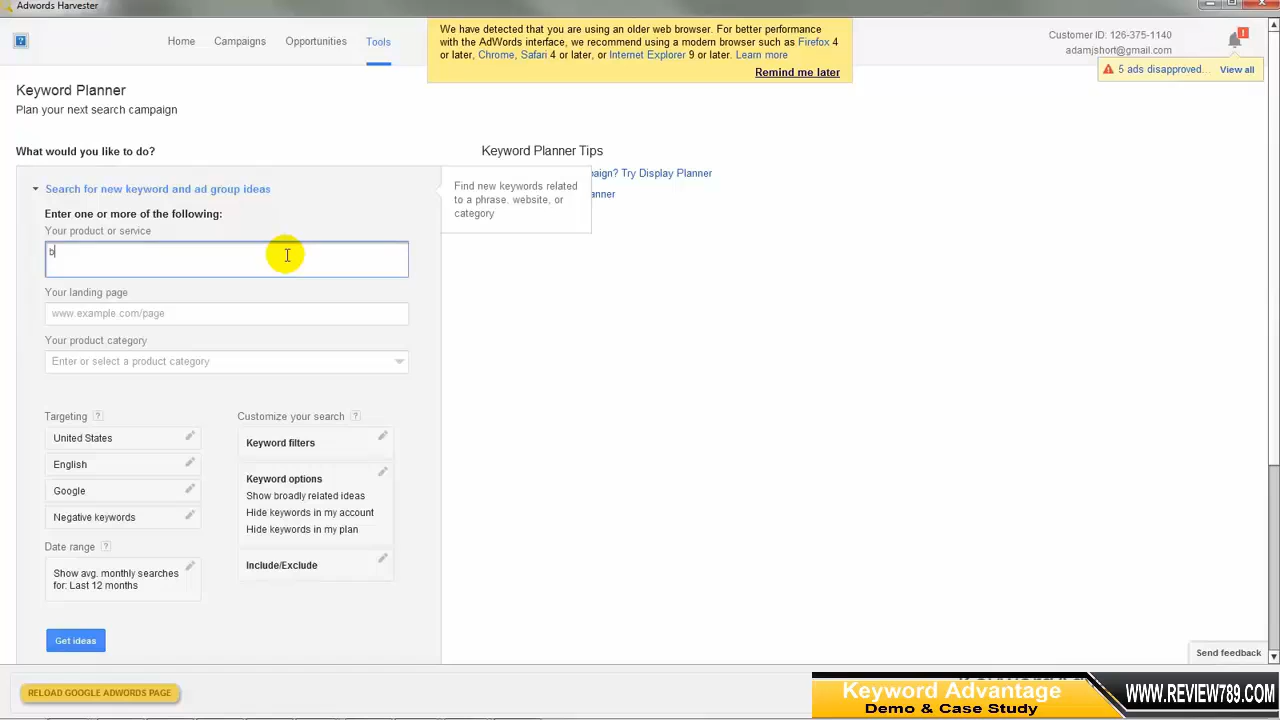 Adwords Harvester
Home Campaigns Opportunities Tools
We have detected that you are using an older web browser. For better performance
with the AdWords interface, we recommend using a modern browser such as Firefox 4
or later, Chrome, Safari 4 or later, or Internet Explorer 9 or later. Learn more
Remind me later
Customer ID: 126-375-1140
adamjshort@gmail.com
5 ads disapproved... View all
Keyword Planner
Plan your next search campaign
What would you like to do?
Search for new keyword and ad group ideas
Enter one or more of the following:
Your product or service
b
Your landing page
www.example.com/page
Your product category
Enter or select a product category
Targeting ?
United States
English
Google
Negative keywords
Date range ?
Show avg. monthly searches
for: Last 12 months
Customize your search ?
Keyword filters
Keyword options
Show broadly related ideas
Hide keywords in my account
Hide keywords in my plan
Include/Exclude
Get ideas
Find new keywords related
to a phrase, website, or
category
Keyword Planner Tips
aign? Try Display Planner
anner
Send feedback
RELOAD GOOGLE ADWORDS PAGE
Keyword Advantage
Demo & Case Study
WWW.REVIEW789.COM